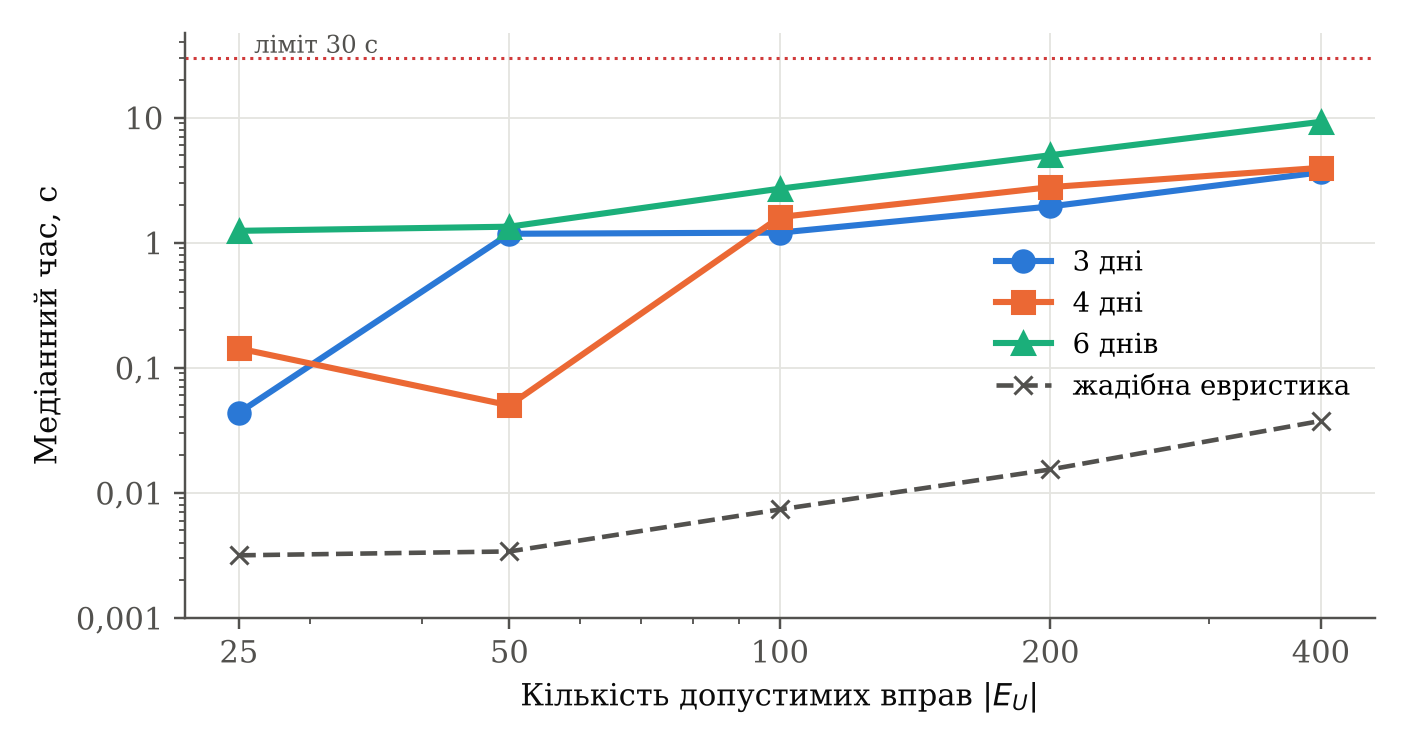 ліміт 30 с
10
1
0,1
0,01
0,001
Медіанний час, с
3 дні
4 дні
6 днів
жадібна евристика
25 50 100 200 400
Кількість допустимих вправ |E_U|